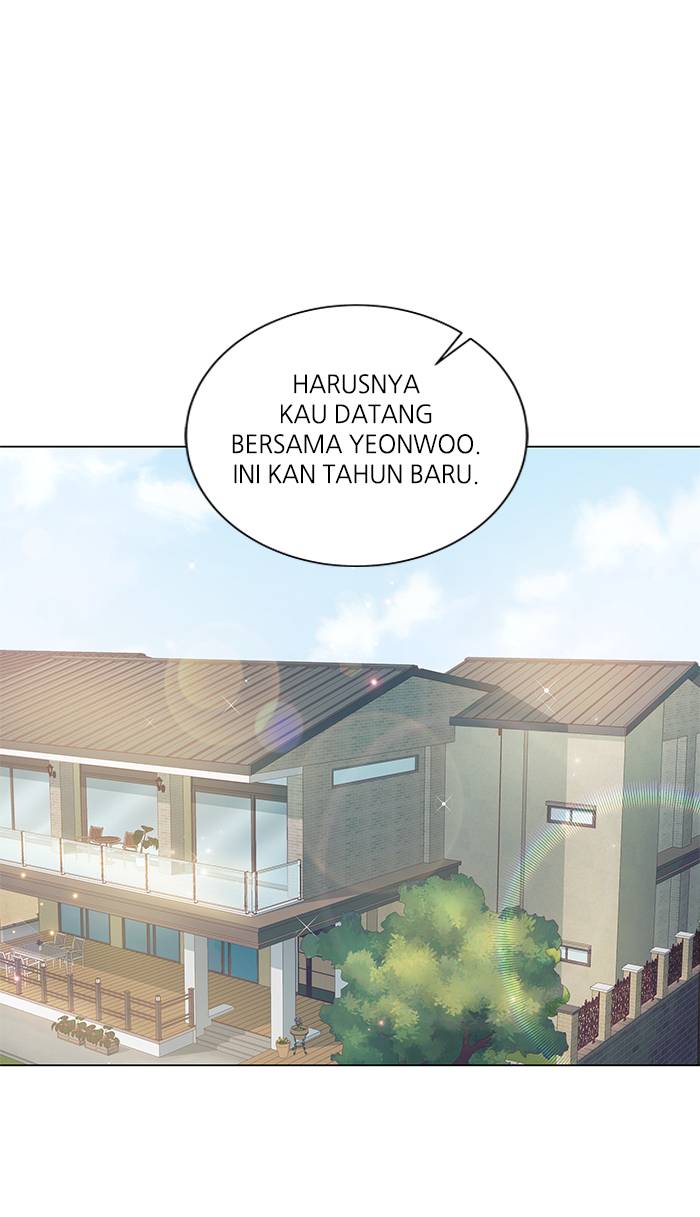 HARUSNYA
KAU DATANG
BERSAMA YEONWOO.
INI KAN TAHUN BARU.